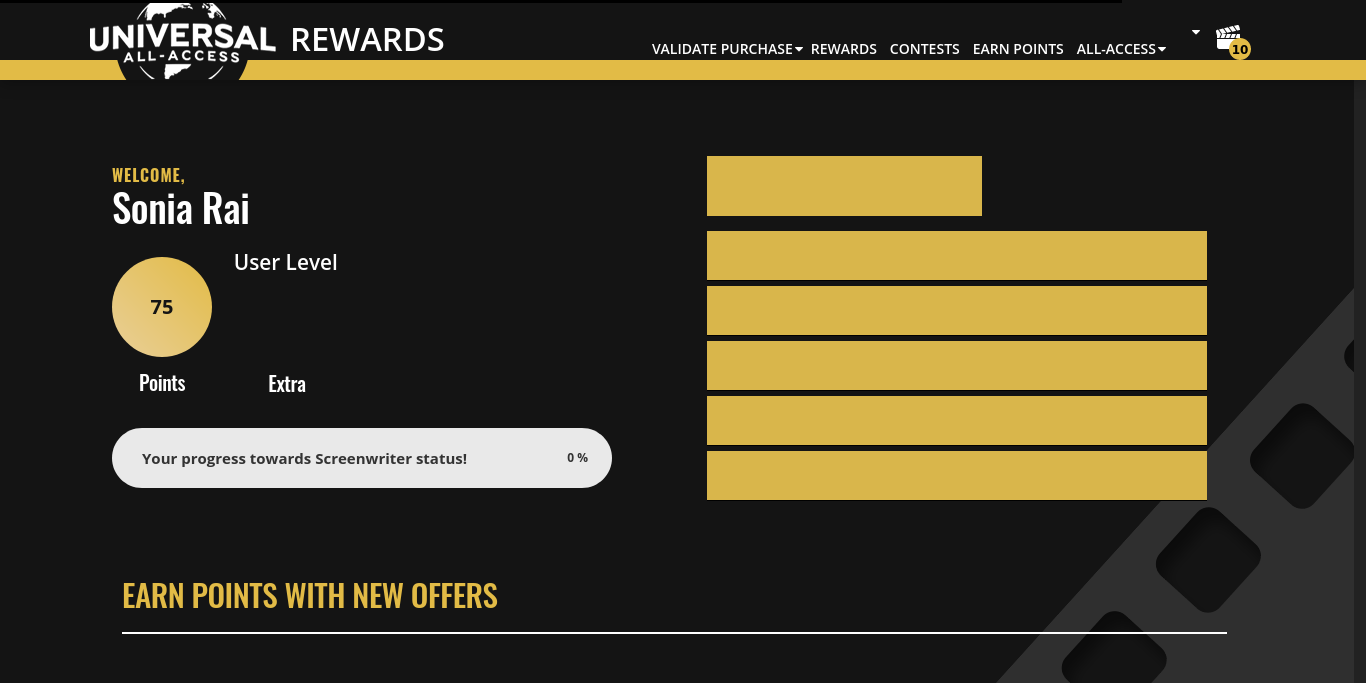 UNIVERSAL
ALL-ACCESS
REWARDS
VALIDATE PURCHASE REWARDS CONTESTS EARN POINTS ALL-ACCESS
10
WELCOME,
Sonia Rai
User Level
75
Points Extra
Your progress towards Screenwriter status! 0 %
EARN POINTS WITH NEW OFFERS